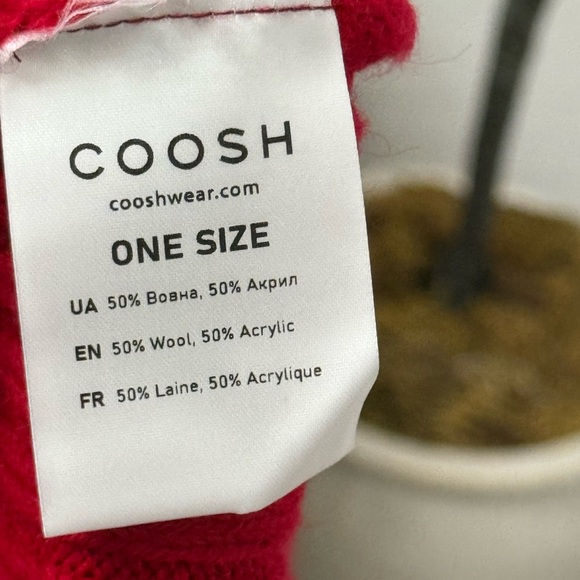 COOSH
cooshwear.com
ONE SIZE
UA 50% Вовна, 50% Акрил
EN 50% Wool, 50% Acrylic
FR 50% Laine, 50% Acrylique